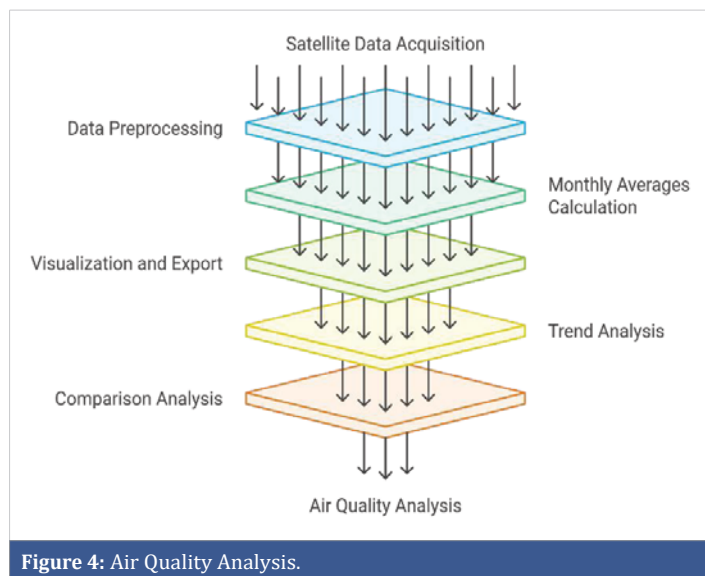 Satellite Data Acquisition
Data Preprocessing
Monthly Averages
Calculation
Visualization and Export
Trend Analysis
Comparison Analysis
Air Quality Analysis
Figure 4: Air Quality Analysis.